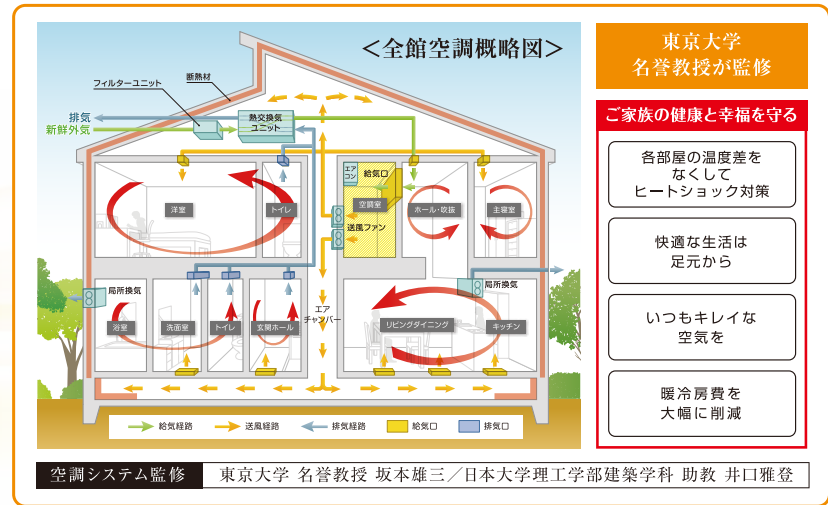 ＜全館空調概略図＞
フィルターユニット
断熱材
排気
新鮮外気
熱交換気
ユニット
エア
コン
給気口
洋室
トイレ
空調室
ホール・吹抜
主寝室
送風ファン
局所換気
局所換気
浴室
洗面室
トイレ
玄関ホール
エア
チャンバー
リビングダイニング
キッチン
給気経路
送風経路
排気経路
給気口
排気口
東京大学
名誉教授が監修
ご家族の健康と幸福を守る
各部屋の温度差を
なくして
ヒートショック対策
快適な生活は
足元から
いつもキレイな
空気を
暖冷房費を
大幅に削減
空調システム監修
東京大学 名誉教授 坂本雄三／日本大学理工学部建築学科 助教 井口雅登